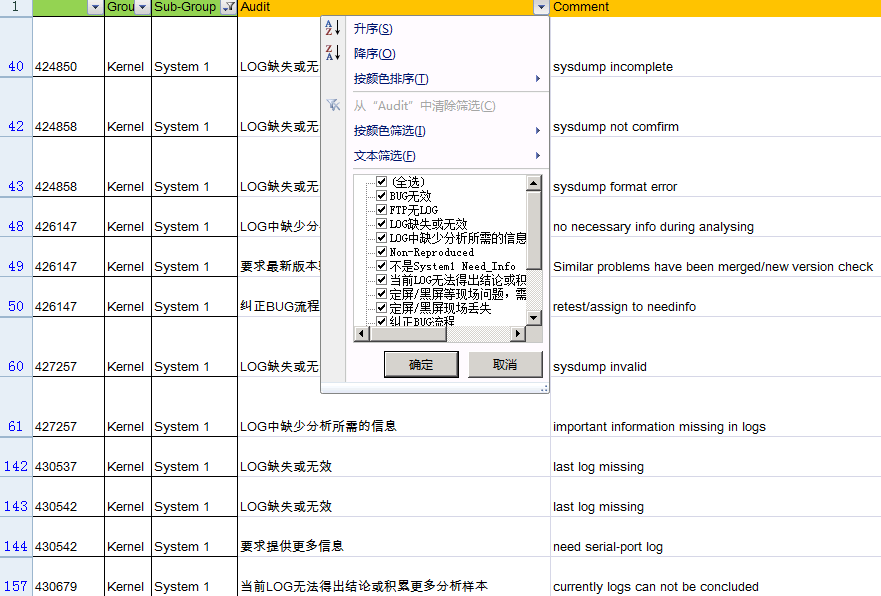 1 Grou Sub-Group Audit Comment
升序(S)
降序(O)
按颜色排序(T)
从 "Audit" 中清除筛选(C)
按颜色筛选(I)
文本筛选(F)
(全选)
BUG无效
FTP无LOG
LOG缺失或无效
LOG中缺少分析所需的信息
Non-Reproduced
不是System1 Need_Info
当前LOG无法得出结论或积
定屏/黑屏等现场问题，需
定屏/黑屏现场丢失
纠正BUG流程
确定 取消
40 424850 Kernel System 1 LOG缺失或无 sysdump incomplete
42 424858 Kernel System 1 LOG缺失或无 sysdump not comfirm
43 424858 Kernel System 1 LOG缺失或无 sysdump format error
48 426147 Kernel System 1 LOG中缺少分 no necessary info during analysing
49 426147 Kernel System 1 要求最新版本 Similar problems have been merged/new version check
50 426147 Kernel System 1 纠正BUG流程 retest/assign to needinfo
60 427257 Kernel System 1 LOG缺失或无 sysdump invalid
61 427257 Kernel System 1 LOG中缺少分析所需的信息 important information missing in logs
142 430537 Kernel System 1 LOG缺失或无效 last log missing
143 430542 Kernel System 1 LOG缺失或无效 last log missing
144 430542 Kernel System 1 要求提供更多信息 need serial-port log
157 430679 Kernel System 1 当前LOG无法得出结论或积累更多分析样本 currently logs can not be concluded